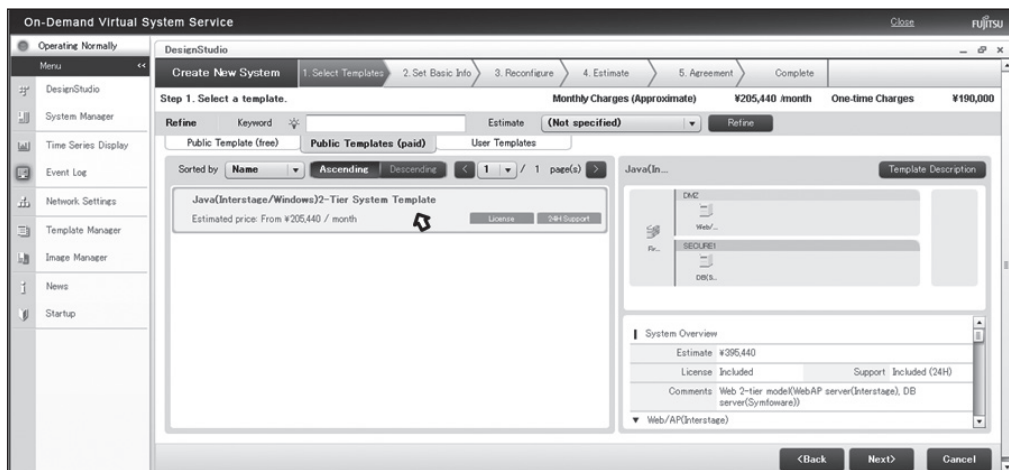 On-Demand Virtual System Service
Close
FUJITSU
Operating Normally
Menu <<
DesignStudio
System Manager
Time Series Display
Event Log
Network Settings
Template Manager
Image Manager
News
Startup
DesignStudio
Create New System
1. Select Templates
2. Set Basic Info
3. Reconfigure
4. Estimate
5. Agreement
Complete
Step 1. Select a template.
Monthly Charges (Approximate) ¥205,440 /month One-time Charges ¥190,000
Refine Keyword Estimate (Not specified) Refine
Public Template (free)
Public Templates (paid)
User Templates
Sorted by Name Ascending Descending < 1 / 1 page(s) >
Java(Interstage/Windows)2-Tier System Template
Estimated price: From ¥205,440 / month
License 24H Support
Java(In...
Template Description
DMZ
Web/...
SECURE1
DB(S...
System Overview
Estimate ¥395,440
License Included Support Included (24H)
Comments Web 2-tier model(WebAP server(Interstage), DB
server(Symfoware))
▼ Web/AP(Interstage)
<Back
Next>
Cancel